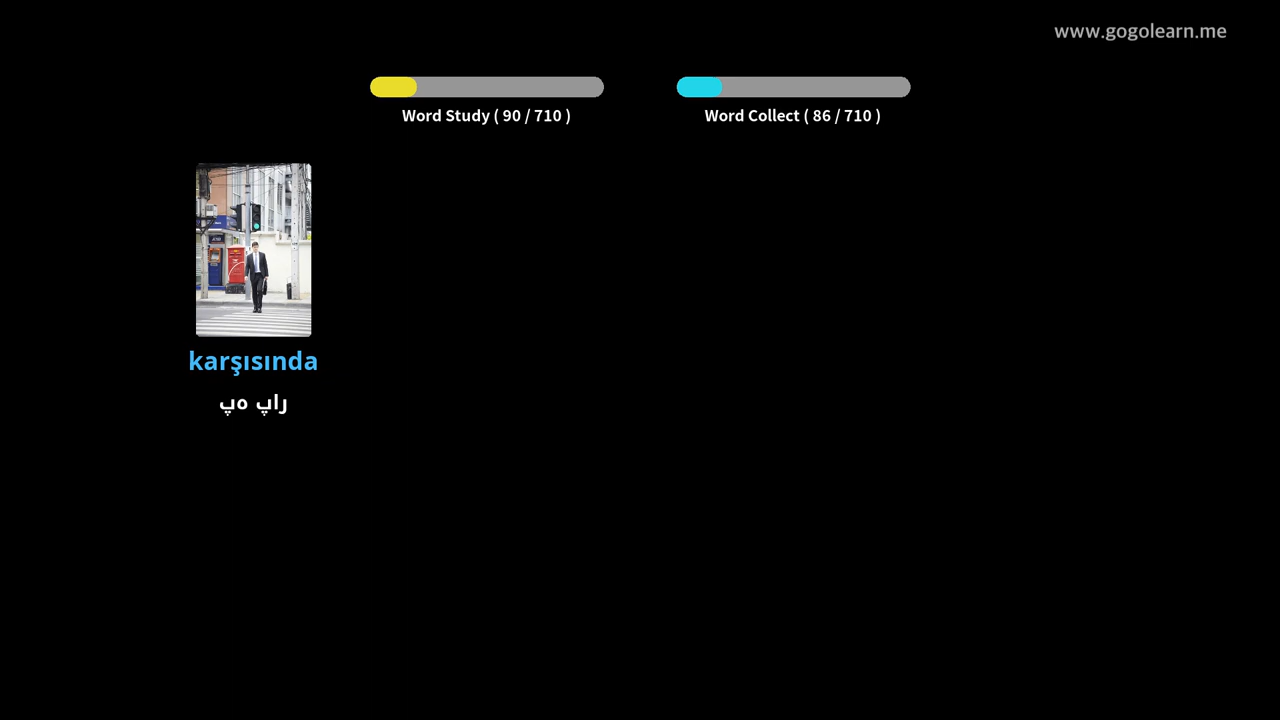 www.gogolearn.me
Word Study ( 90 / 710 )
Word Collect ( 86 / 710 )
karşısında
راپ ەپ